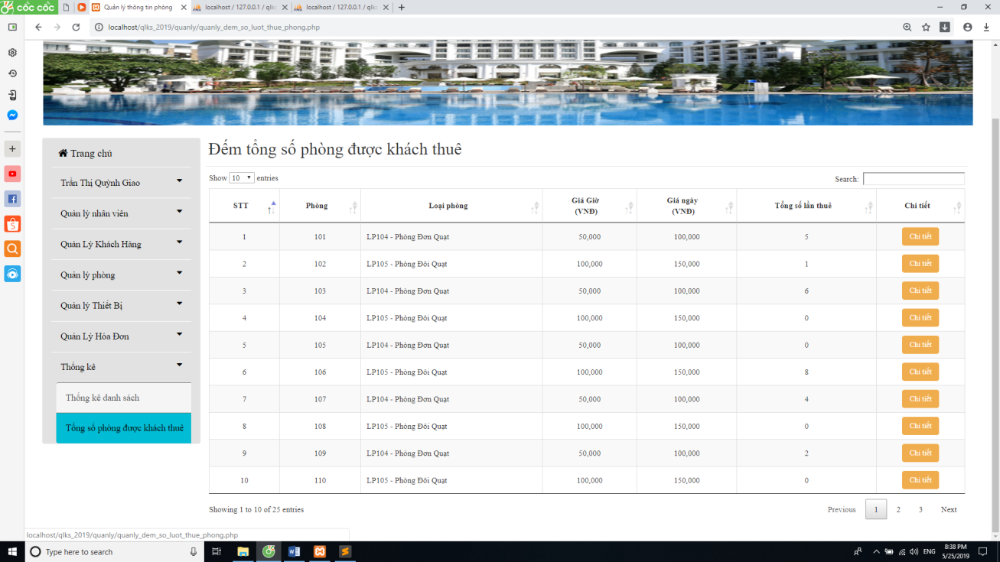 cốc cốc
Quản lý thông tin phòng
localhost / 127.0.0.1 / qlks
localhost / 127.0.0.1 / qlks
localhost/qlks_2019/quanly/quanly_dem_so_luot_thue_phong.php
Trang chủ
Trần Thị Quỳnh Giao
Quản lý nhân viên
Quản Lý Khách Hàng
Quản lý phòng
Quản lý Thiết Bị
Quản Lý Hóa Đơn
Thống kê
Thống kê danh sách
Tổng số phòng được khách thuê
Đếm tổng số phòng được khách thuê
Show 10 entries
Search:
STT Phòng Loại phòng Giá Giờ (VNĐ) Giá ngày (VNĐ) Tổng số lần thuê Chi tiết
1 101 LP104 - Phòng Đơn Quạt 50,000 100,000 5 Chi tiết
2 102 LP105 - Phòng Đôi Quạt 100,000 150,000 1 Chi tiết
3 103 LP104 - Phòng Đơn Quạt 50,000 100,000 6 Chi tiết
4 104 LP105 - Phòng Đôi Quạt 100,000 150,000 0 Chi tiết
5 105 LP104 - Phòng Đơn Quạt 50,000 100,000 0 Chi tiết
6 106 LP105 - Phòng Đôi Quạt 100,000 150,000 8 Chi tiết
7 107 LP104 - Phòng Đơn Quạt 50,000 100,000 4 Chi tiết
8 108 LP105 - Phòng Đôi Quạt 100,000 150,000 0 Chi tiết
9 109 LP104 - Phòng Đơn Quạt 50,000 100,000 2 Chi tiết
10 110 LP105 - Phòng Đôi Quạt 100,000 150,000 0 Chi tiết
Showing 1 to 10 of 25 entries
Previous 1 2 3 Next
localhost/qlks_2019/quanly/quanly_dem_so_luot_thue_phong.php
Type here to search
ENG
8:38 PM
5/25/2019